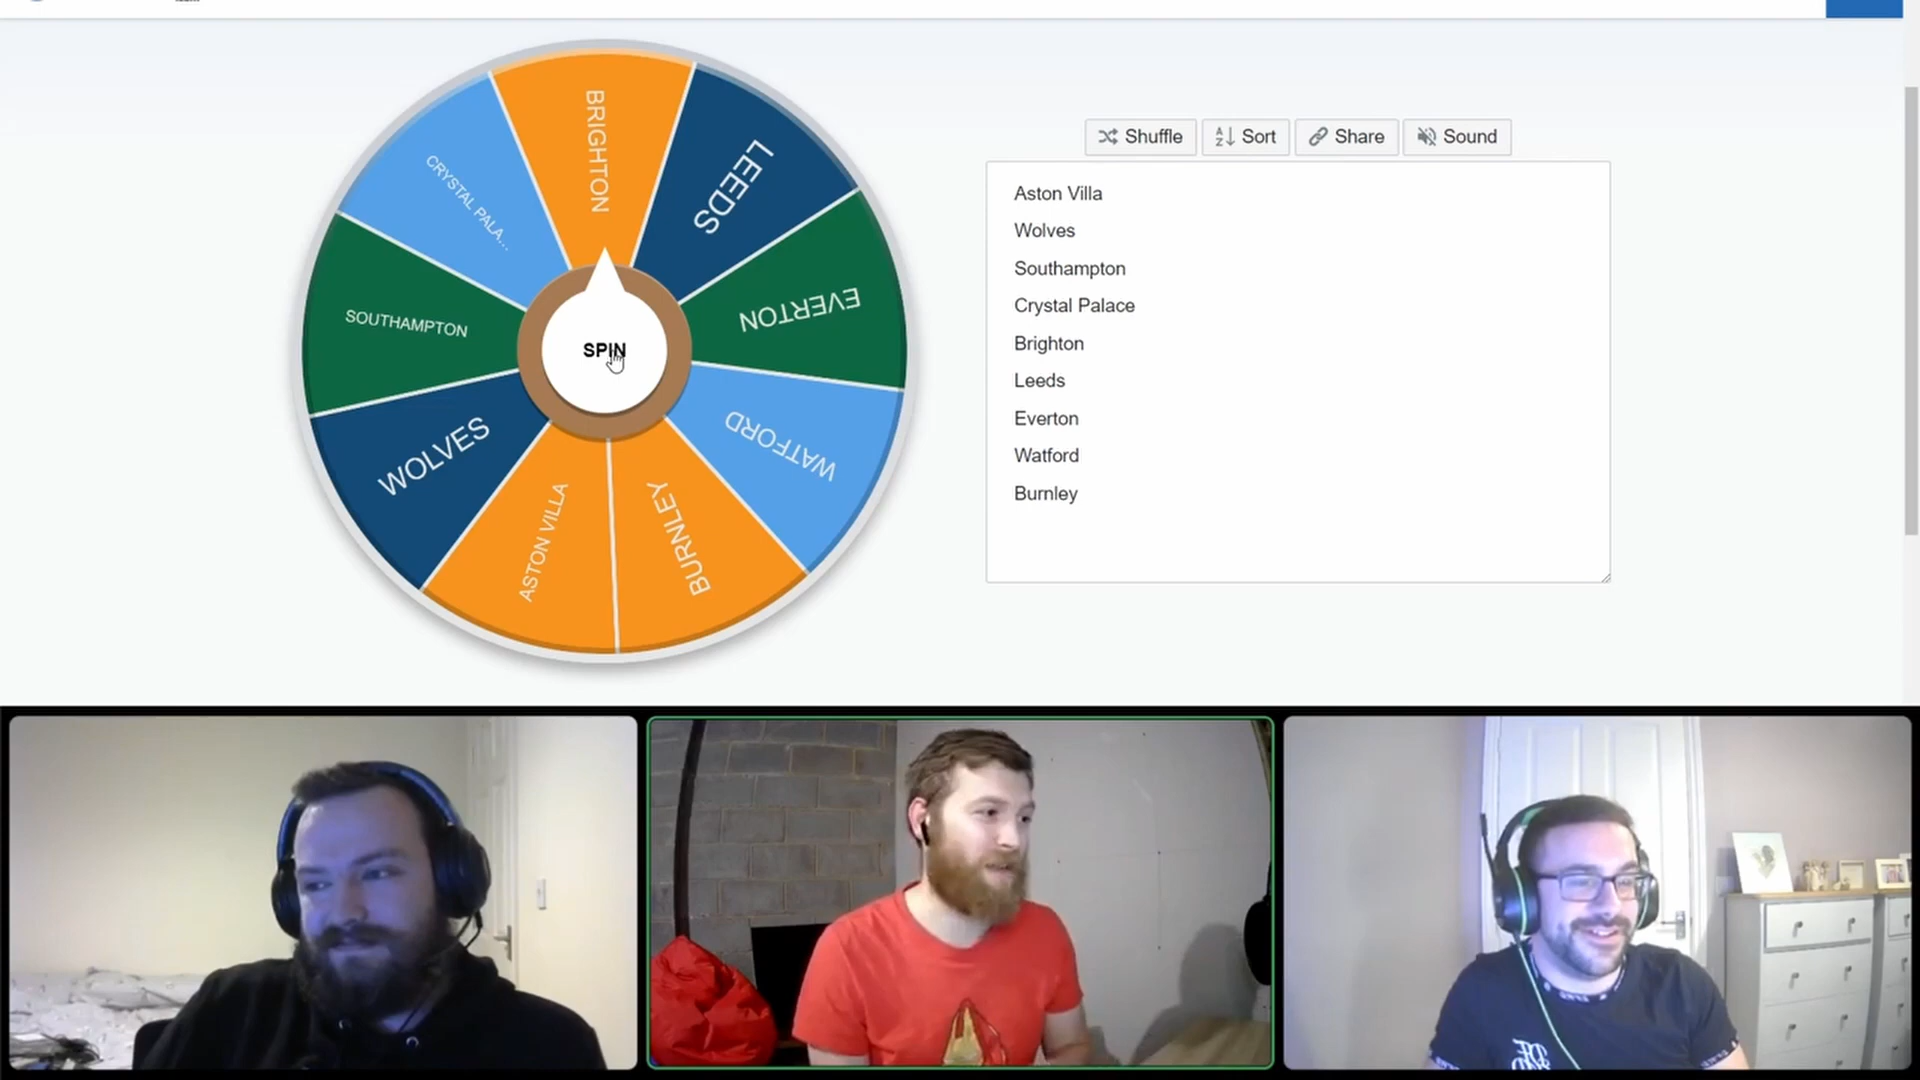 BRIGHTON
LEEDS
EVERTON
WATFORD
BURNLEY
ASTON VILLA
WOLVES
SOUTHAMPTON
CRYSTAL PALA...
SPIN
Shuffle
Sort
Share
Sound
Aston Villa
Wolves
Southampton
Crystal Palace
Brighton
Leeds
Everton
Watford
Burnley